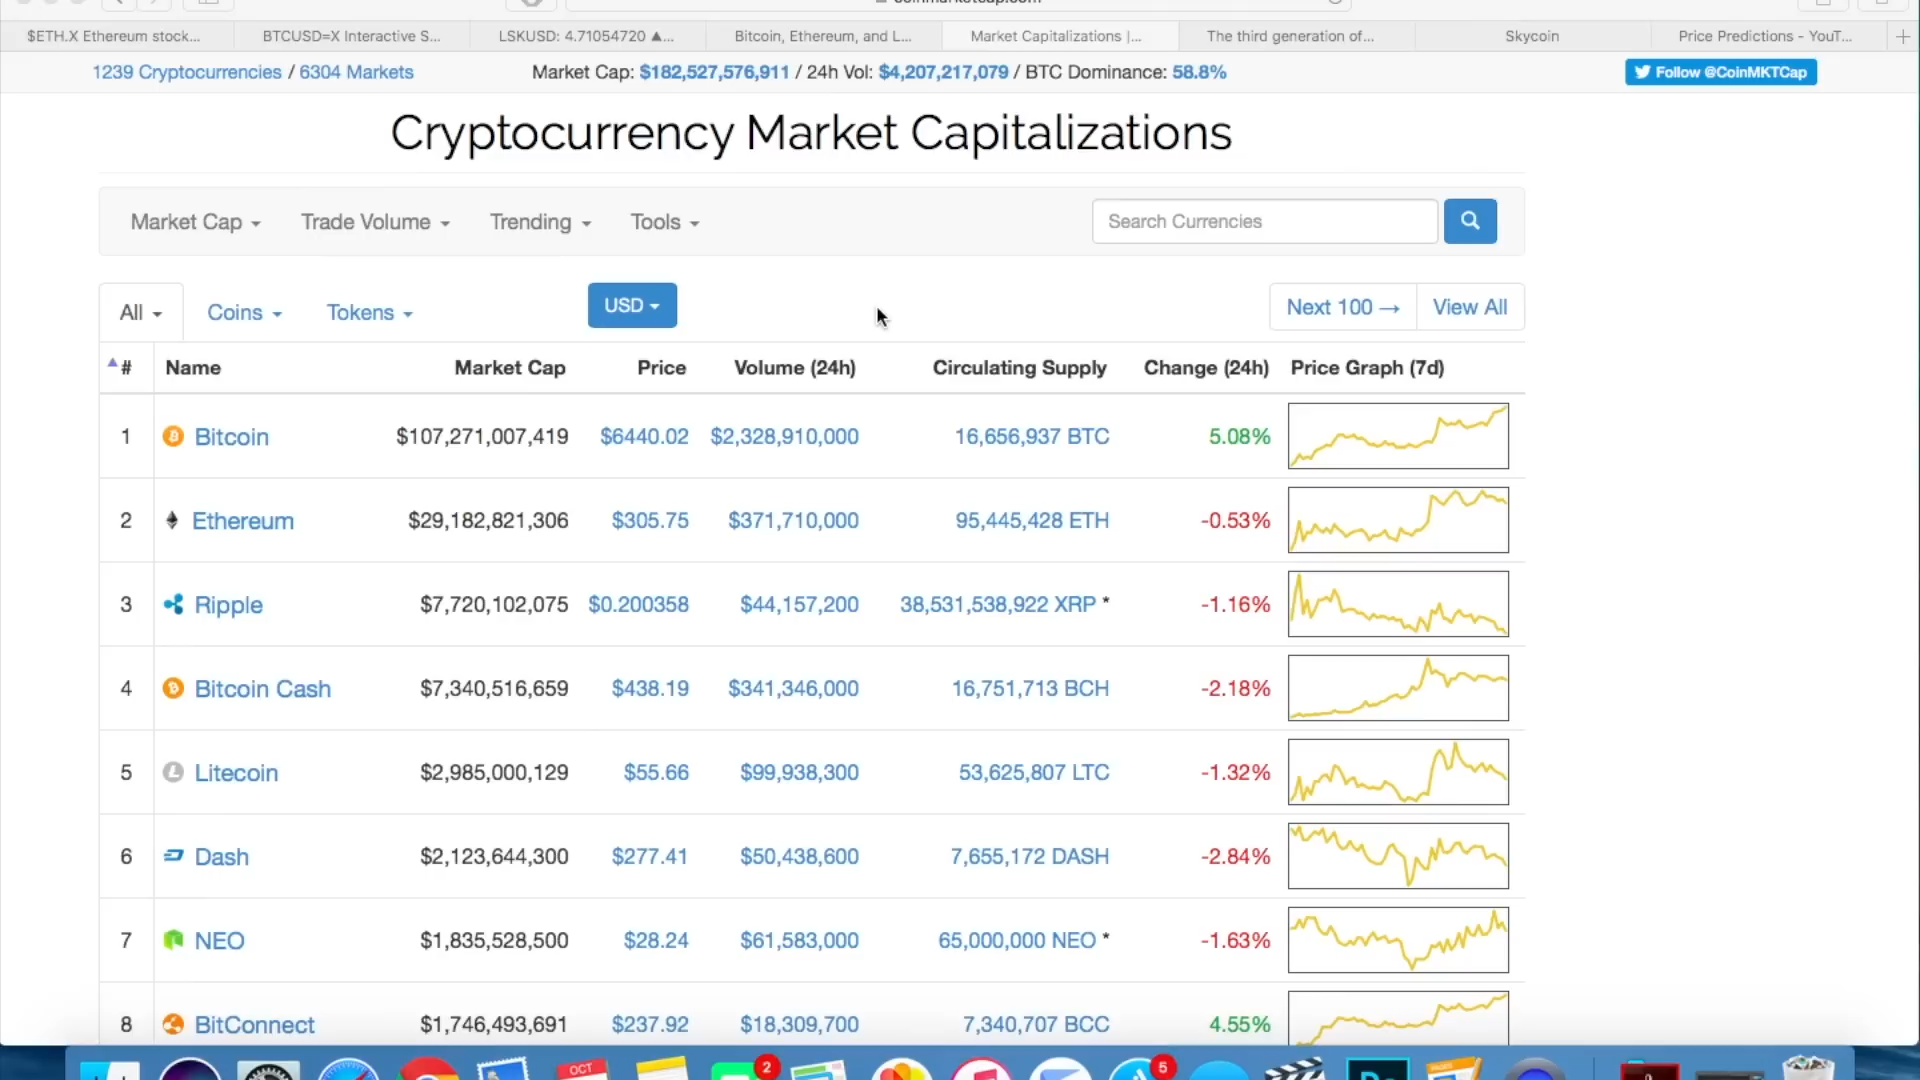 $ETH.X Ethereum stock... BTCUSD=X Interactive S... LSKUSD: 4.71054720 ▲... Bitcoin, Ethereum, and L... Market Capitalizations |... The third generation of... Skycoin Price Predictions - YouT...
1239 Cryptocurrencies / 6304 Markets Market Cap: $182,527,576,911 / 24h Vol: $4,207,217,079 / BTC Dominance: 58.8% Follow @CoinMKTCap
Cryptocurrency Market Capitalizations
Market Cap Trade Volume Trending Tools Search Currencies
All Coins Tokens USD Next 100 → View All
# Name Market Cap Price Volume (24h) Circulating Supply Change (24h) Price Graph (7d)
1 Bitcoin $107,271,007,419 $6440.02 $2,328,910,000 16,656,937 BTC 5.08%
2 Ethereum $29,182,821,306 $305.75 $371,710,000 95,445,428 ETH -0.53%
3 Ripple $7,720,102,075 $0.200358 $44,157,200 38,531,538,922 XRP * -1.16%
4 Bitcoin Cash $7,340,516,659 $438.19 $341,346,000 16,751,713 BCH -2.18%
5 Litecoin $2,985,000,129 $55.66 $99,938,300 53,625,807 LTC -1.32%
6 Dash $2,123,644,300 $277.41 $50,438,600 7,655,172 DASH -2.84%
7 NEO $1,835,528,500 $28.24 $61,583,000 65,000,000 NEO * -1.63%
8 BitConnect $1,746,493,691 $237.92 $18,309,700 7,340,707 BCC 4.55%
OCT 2 5